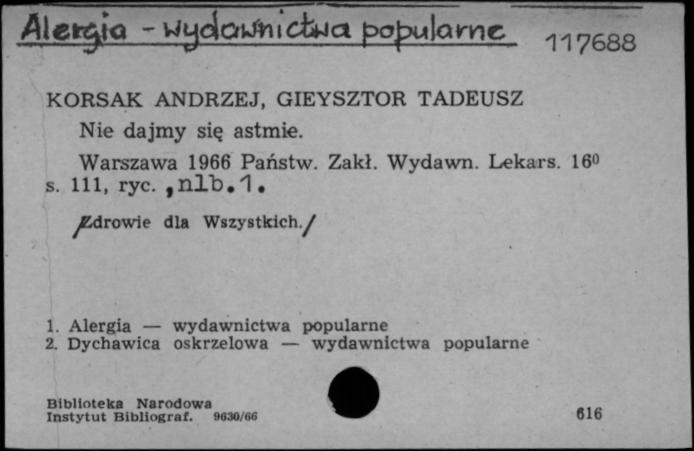 Alergia - wydawnictwa popularne 117688
KORSAK ANDRZEJ, GIEYSZTOR TADEUSZ
Nie dajmy się astmie.
Warszawa 1966 Państw. Zakł. Wydawn. Lekars. 16⁰
s. 111, ryc. , nlb. 1.
/Zdrowie dla Wszystkich./
1. Alergia — wydawnictwa popularne
2. Dychawica oskrzelowa — wydawnictwa popularne
Biblioteka Narodowa
Instytut Bibliograf. 9630/66 616